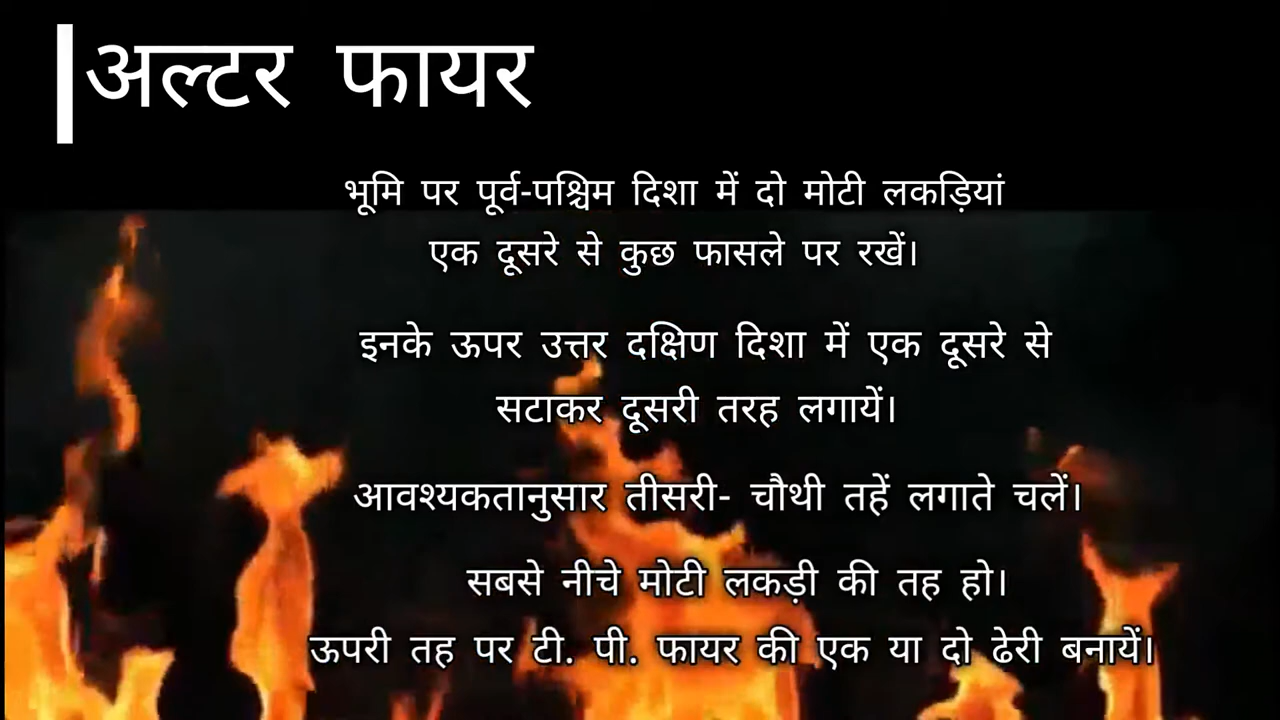 अल्टर फायर
भूमि पर पूर्व-पश्चिम दिशा में दो मोटी लकड़ियां
एक दूसरे से कुछ फासले पर रखें।
इनके ऊपर उत्तर दक्षिण दिशा में एक दूसरे से
सटाकर दूसरी तरह लगायें।
आवश्यकतानुसार तीसरी- चौथी तहें लगाते चलें।
सबसे नीचे मोटी लकड़ी की तह हो।
ऊपरी तह पर टी. पी. फायर की एक या दो ढेरी बनायें।